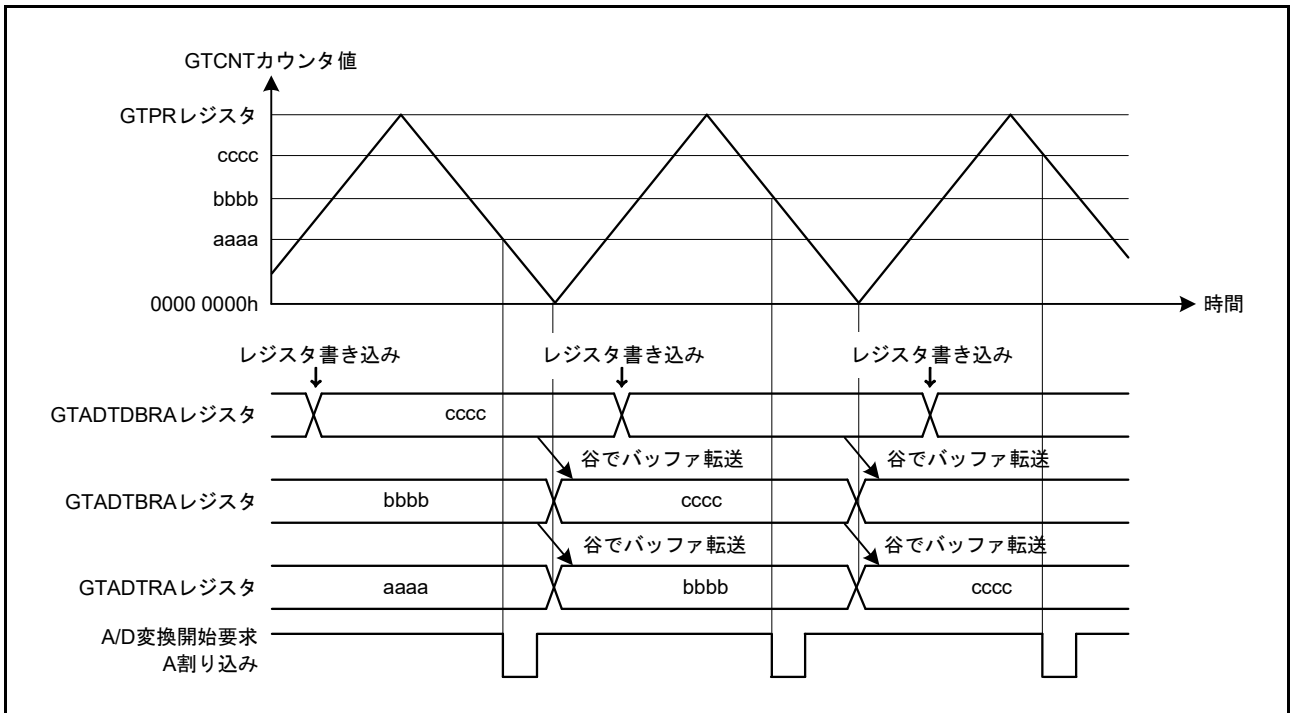 GTCNTカウンタ値
GTPRレジスタ
cccc
bbbb
aaaa
0000 0000h
時間
レジスタ書き込み レジスタ書き込み レジスタ書き込み
GTADTDBRAレジスタ cccc
谷でバッファ転送 谷でバッファ転送
GTADTBRAレジスタ bbbb cccc
谷でバッファ転送 谷でバッファ転送
GTADTRAレジスタ aaaa bbbb cccc
A/D変換開始要求
A割り込み